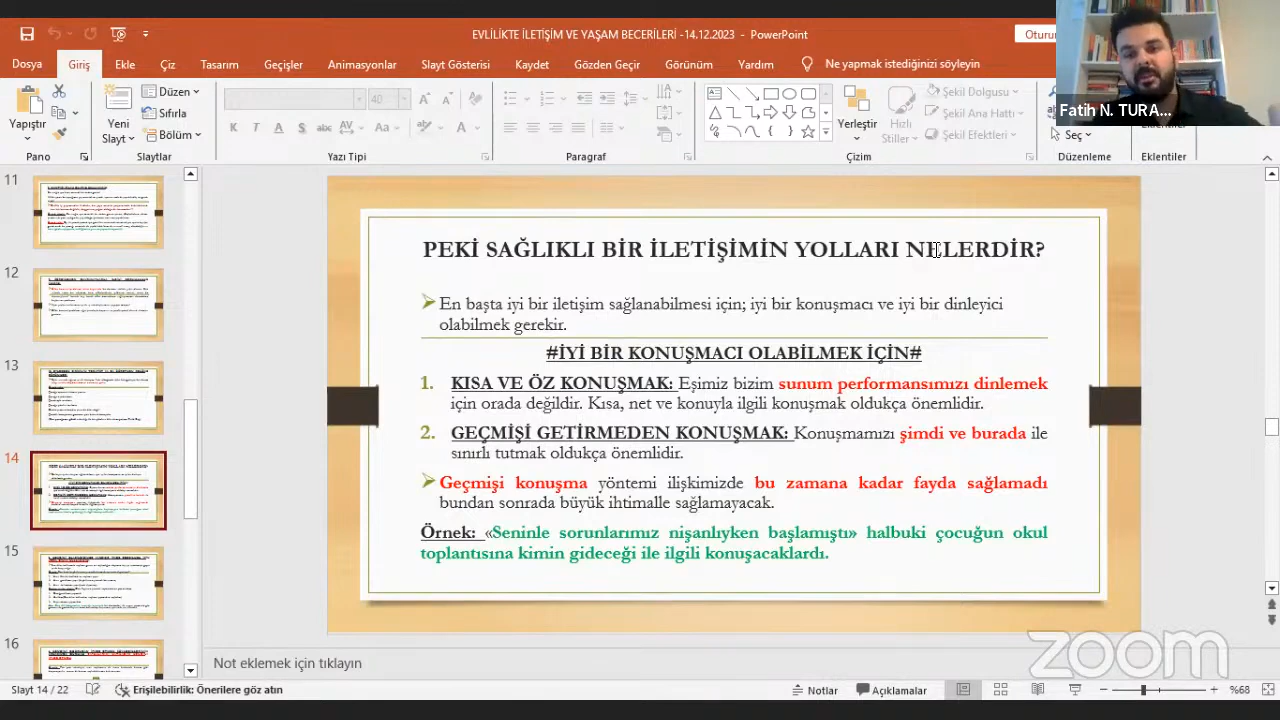 EVLİLİKTE İLETİŞİM VE YAŞAM BECERİLERİ -14.12.2023 - PowerPoint
Oturu
Dosya Giriş Ekle Çiz Tasarım Geçişler Animasyonlar Slayt Gösterisi Kaydet Gözden Geçir Görünüm Yardım Ne yapmak istediğinizi söyleyin
Fatih N. TURA...
Yapıştır
Yeni
Slayt
Düzen
Sıfırla
Bölüm
40
K T A S abc AV Aa A
Yerleştir
Hızlı
Stiller
Şekil Dolgusu
Şekil Ana Hattı
Şekil Efektleri
Seç
Eklentiler
Pano Slaytlar Yazı Tipi Paragraf Çizim Düzenleme Eklentiler
11
12
13
14
15
16
PEKİ SAĞLIKLI BİR İLETİŞİMİN YOLLARI NELERDİR?
En başta iyi bir iletişim sağlanabilmesi için; iyi bir konuşmacı ve iyi bir dinleyici
olabilmek gerekir.
#İYİ BİR KONUŞMACI OLABİLMEK İÇİN#
1. KISA VE ÖZ KONUŞMAK: Eşimiz bizim sunum performansımızı dinlemek
için orada değildir. Kısa, net ve konuyla ilgili konuşmak oldukça önemlidir.
2. GEÇMİŞİ GETİRMEDEN KONUŞMAK: Konuşmamızı şimdi ve burada ile
sınırlı tutmak oldukça önemlidir.
Geçmişi konuşma yöntemi ilişkimizde bu zamana kadar fayda sağlamadı
bundan sonrada büyük ihtimalle sağlamayacak.
Örnek: «Seninle sorunlarımız nişanlıyken başlamıştı» halbuki çocuğun okul
toplantısına kimin gideceği ile ilgili konuşacaklardı.
Not eklemek için tıklayın
zoom
Slayt 14 / 22 Erişilebilirlik: Önerilere göz atın Notlar Açıklamalar %68